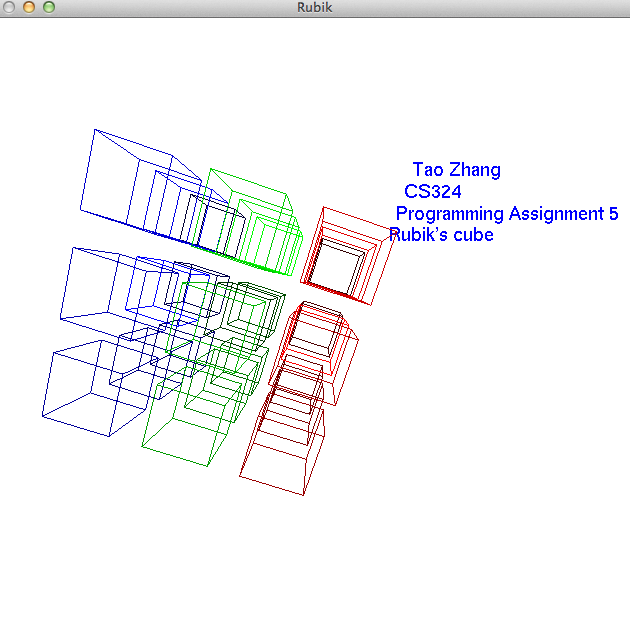 Rubik
Tao Zhang
CS324
Programming Assignment 5
Rubik's cube